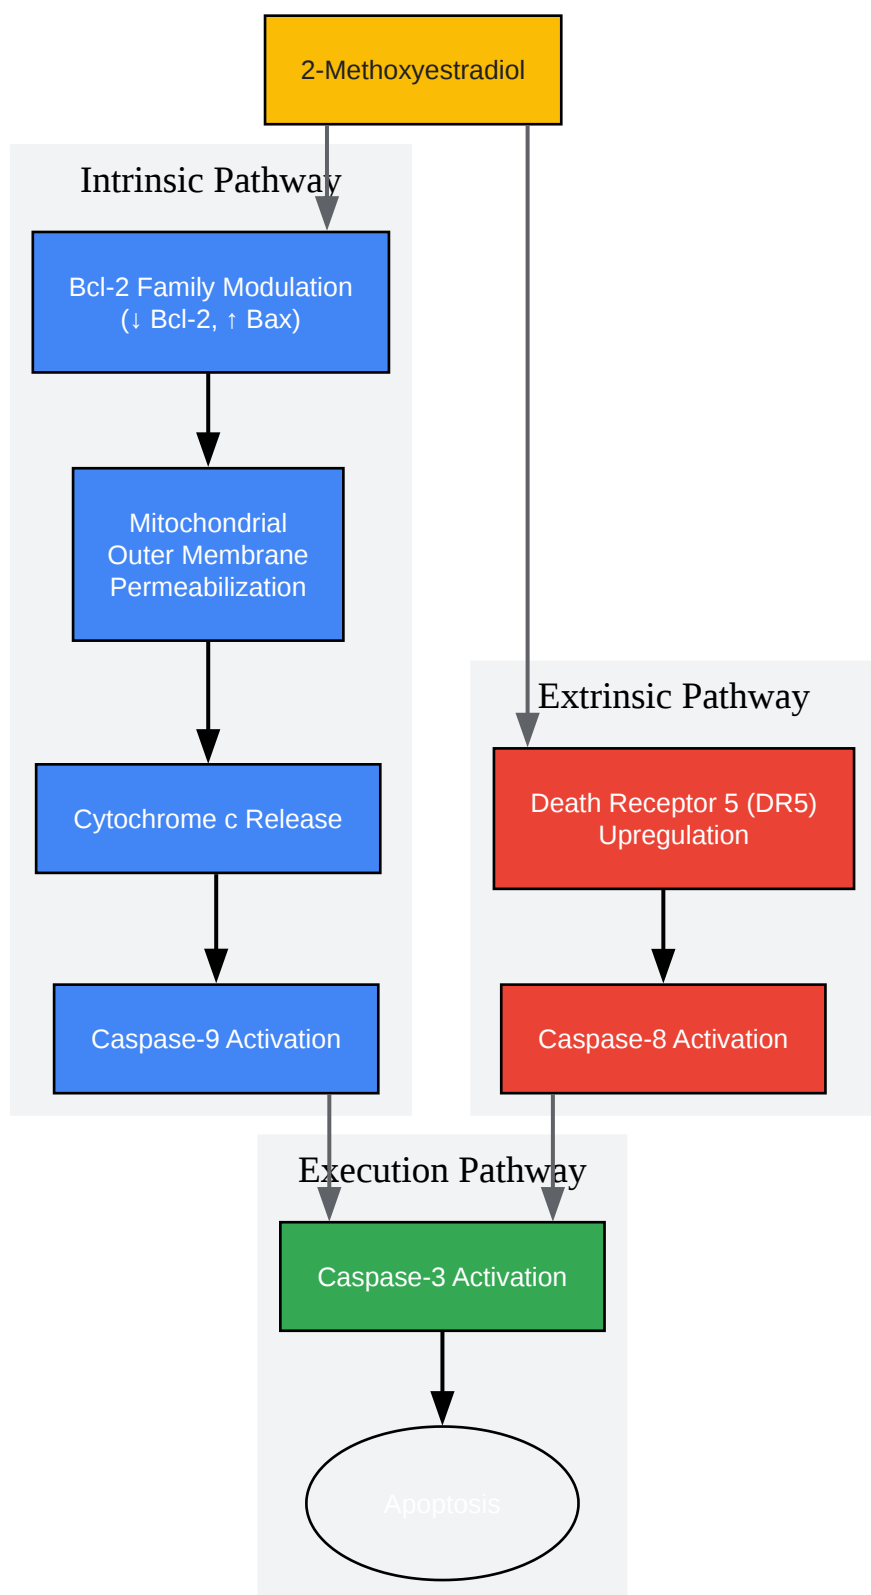 2-Methoxyestradiol
Intrinsic Pathway
Bcl-2 Family Modulation
(↓ Bcl-2, ↑ Bax)
Mitochondrial
Outer Membrane
Permeabilization
Cytochrome c Release
Caspase-9 Activation
Extrinsic Pathway
Death Receptor 5 (DR5)
Upregulation
Caspase-8 Activation
Execution Pathway
Caspase-3 Activation
Apoptosis